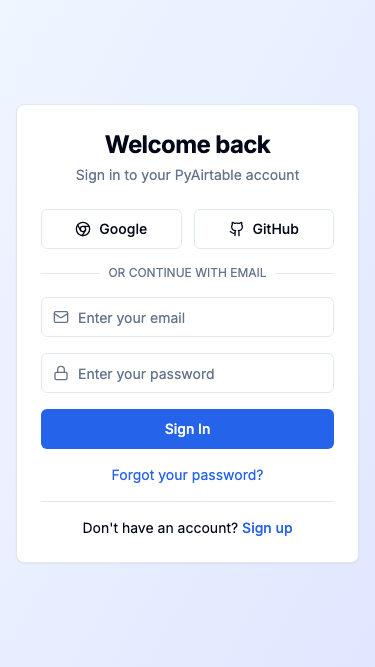 Welcome back
Sign in to your PyAirtable account
Google
GitHub
OR CONTINUE WITH EMAIL
Enter your email
Enter your password
Sign In
Forgot your password?
Don't have an account? Sign up